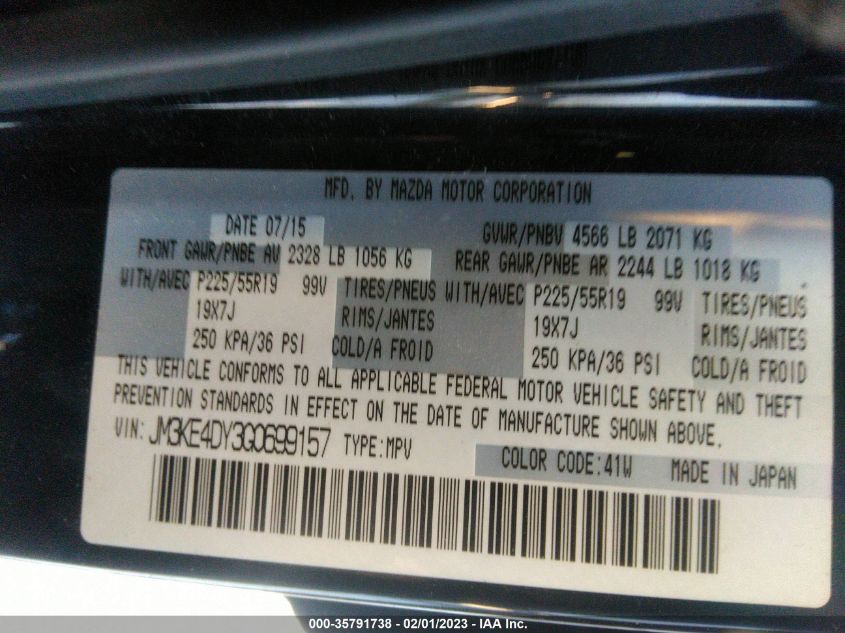 MFD. BY MAZDA MOTOR CORPORATION
DATE 07/15 GVWR/PNBV 4566 LB 2071 KG
FRONT GAWR/PNBE AV 2328 LB 1056 KG REAR GAWR/PNBE AR 2244 LB 1018 KG
WITH/AVEC P225/55R19 99V TIRES/PNEUS WITH/AVEC P225/55R19 99V TIRES/PNEUS
19X7J RIMS/JANTES 19X7J RIMS/JANTES
250 KPA/36 PSI COLD/A FROID 250 KPA/36 PSI COLD/A FROID
THIS VEHICLE CONFORMS TO ALL APPLICABLE FEDERAL MOTOR VEHICLE SAFETY AND THEFT
PREVENTION STANDARDS IN EFFECT ON THE DATE OF MANUFACTURE SHOWN ABOVE.
VIN: JM3KE4DY3G0699157 TYPE:MPV
COLOR CODE:41W MADE IN JAPAN
000-35791738 - 02/01/2023 - IAA Inc.